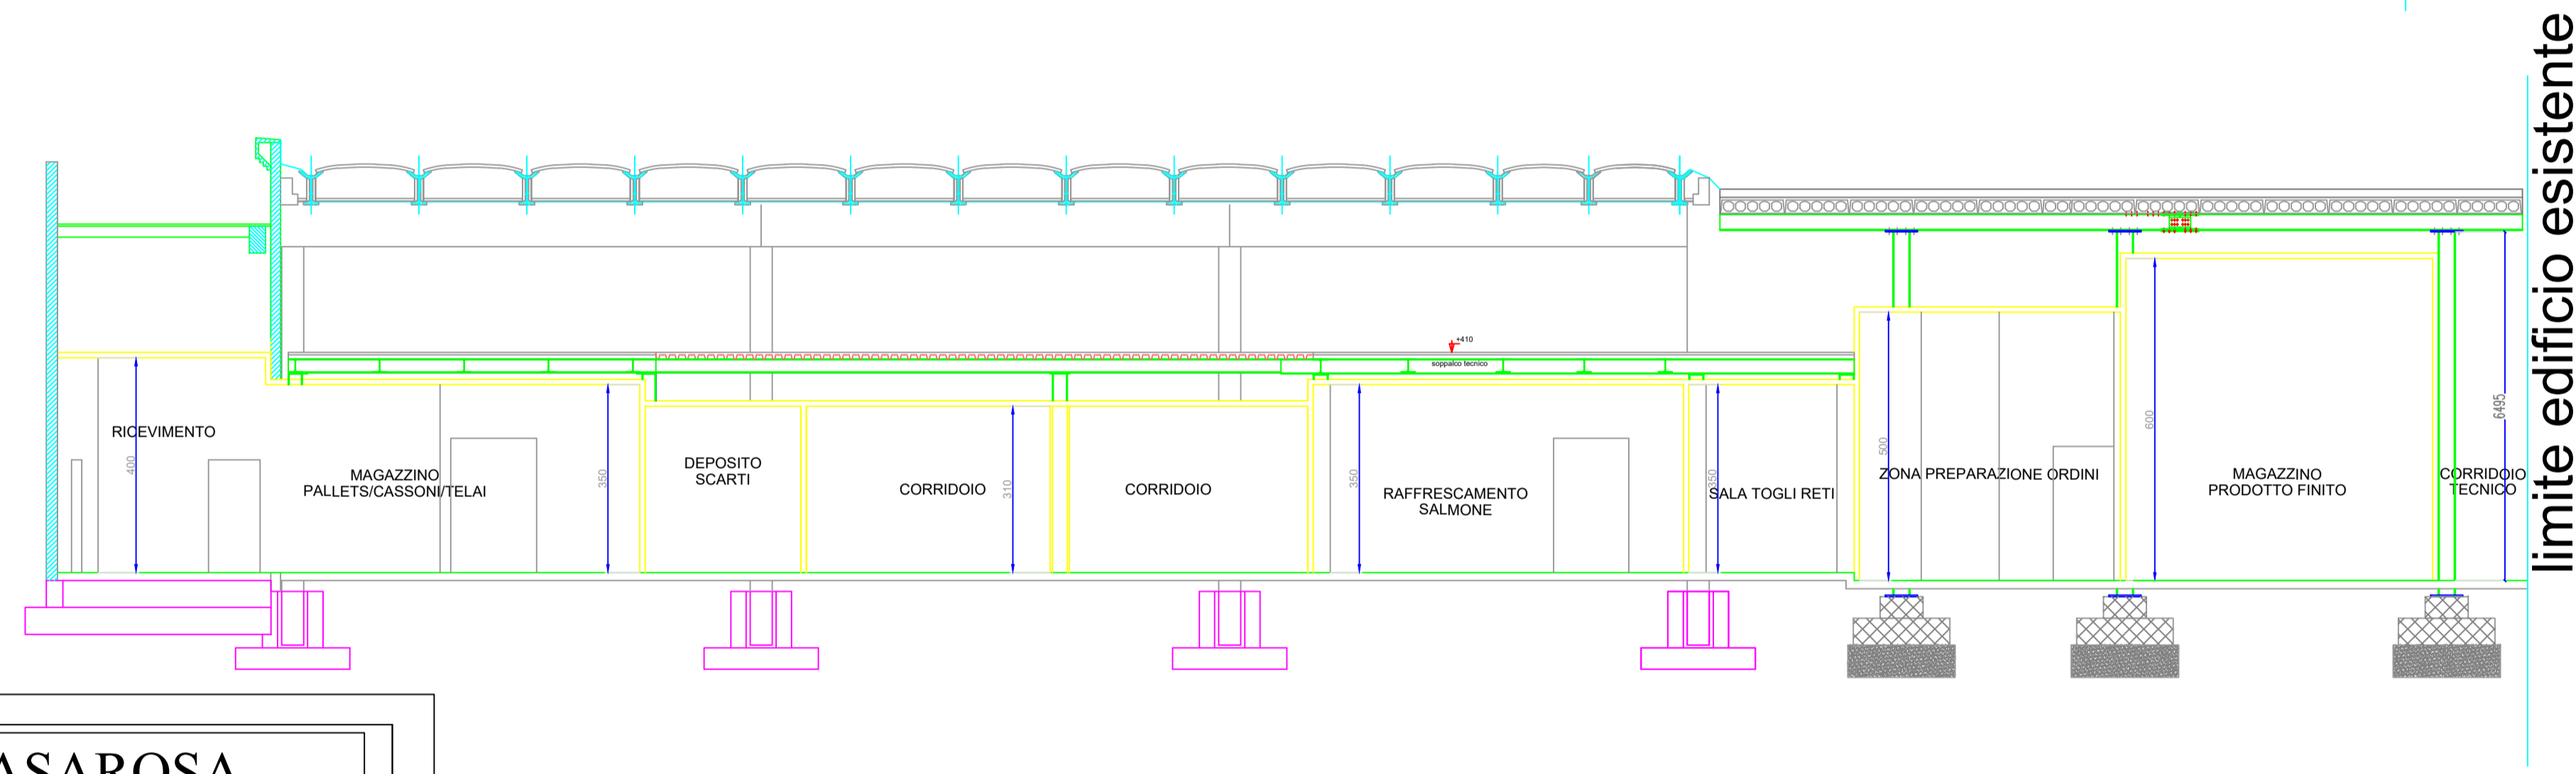 limite edificio esistente
+410
soppalco tecnico
RICEVIMENTO
400
MAGAZZINO
PALLETS/CASSONI/TELAI
350
DEPOSITO
SCARTI
CORRIDOIO
310
CORRIDOIO
350
RAFFRESCAMENTO
SALMONE
350
SALA TOGLI RETI
500
ZONA PREPARAZIONE ORDINI
600
MAGAZZINO
PRODOTTO FINITO
CORRIDOIO
TECNICO
6495
ASAROSA